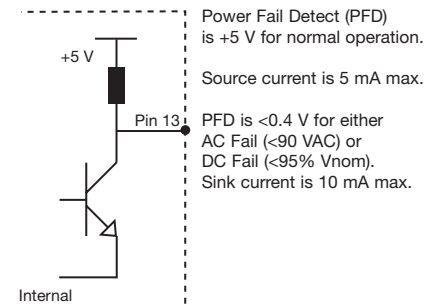 Power Fail Detect (PFD)
is +5 V for normal operation.
+5 V
Source current is 5 mA max.
Pin 13
PFD is <0.4 V for either
AC Fail (<90 VAC) or
DC Fail (<95% Vnom).
Sink current is 10 mA max.
Internal